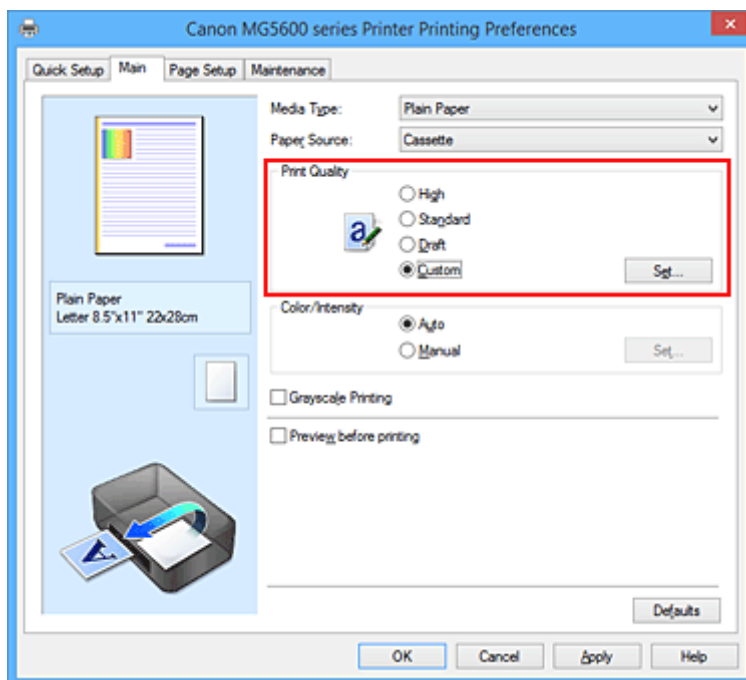 Canon MG5600 series Printer Printing Preferences
Quick Setup Main Page Setup Maintenance
Media Type: Plain Paper
Paper Source: Cassette
Print Quality
High
Standard
Draft
Custom Set...
Plain Paper
Letter 8.5"x11" 22x28cm
Color/Intensity
Auto
Manual Set...
Grayscale Printing
Preview before printing
Defaults
OK Cancel Apply Help
a
A